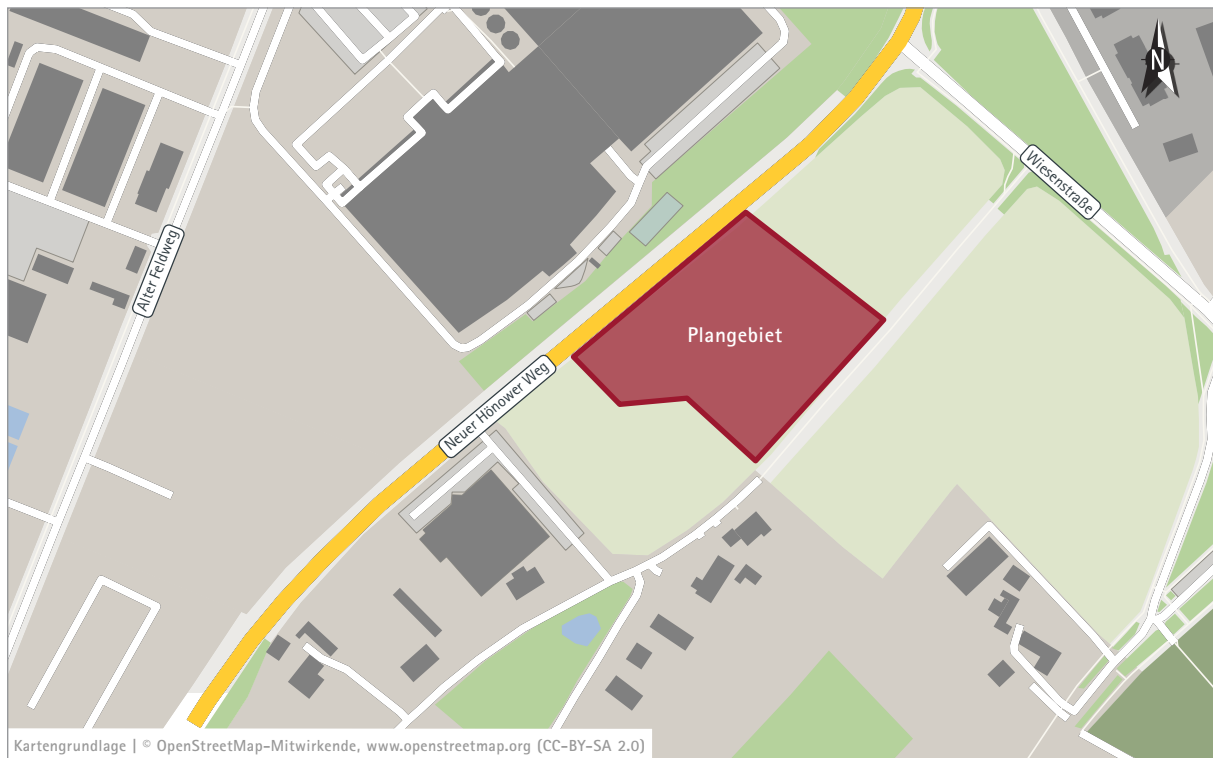 N
Wiesenstraße
Alter Feldweg
Plangebiet
Neuer Hönower Weg
Kartengrundlage | © OpenStreetMap-Mitwirkende, www.openstreetmap.org (CC-BY-SA 2.0)